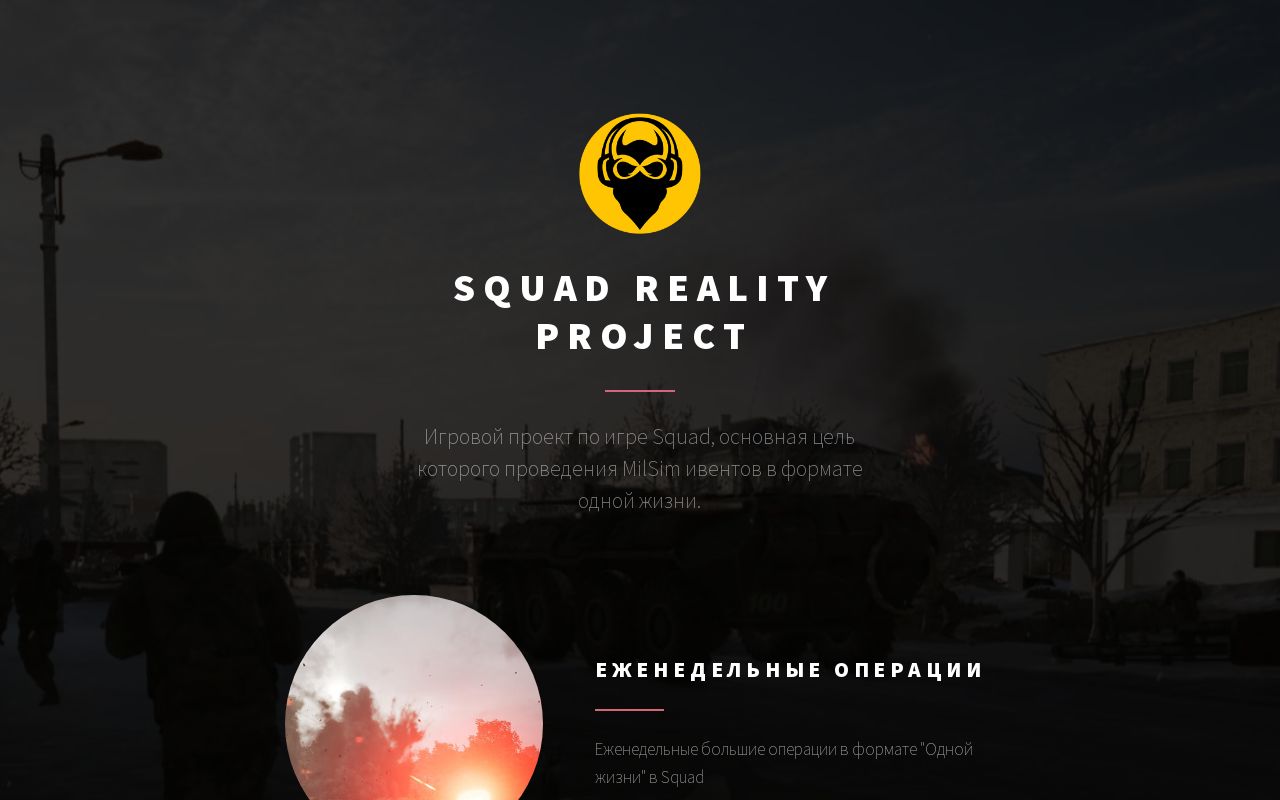 SQUAD REALITY
PROJECT
Игровой проект по игре Squad, основная цель
которого проведения MilSim ивентов в формате
одной жизни.
100
ЕЖЕНЕДЕЛЬНЫЕ ОПЕРАЦИИ
Еженедельные большие операции в формате "Одной
жизни" в Squad